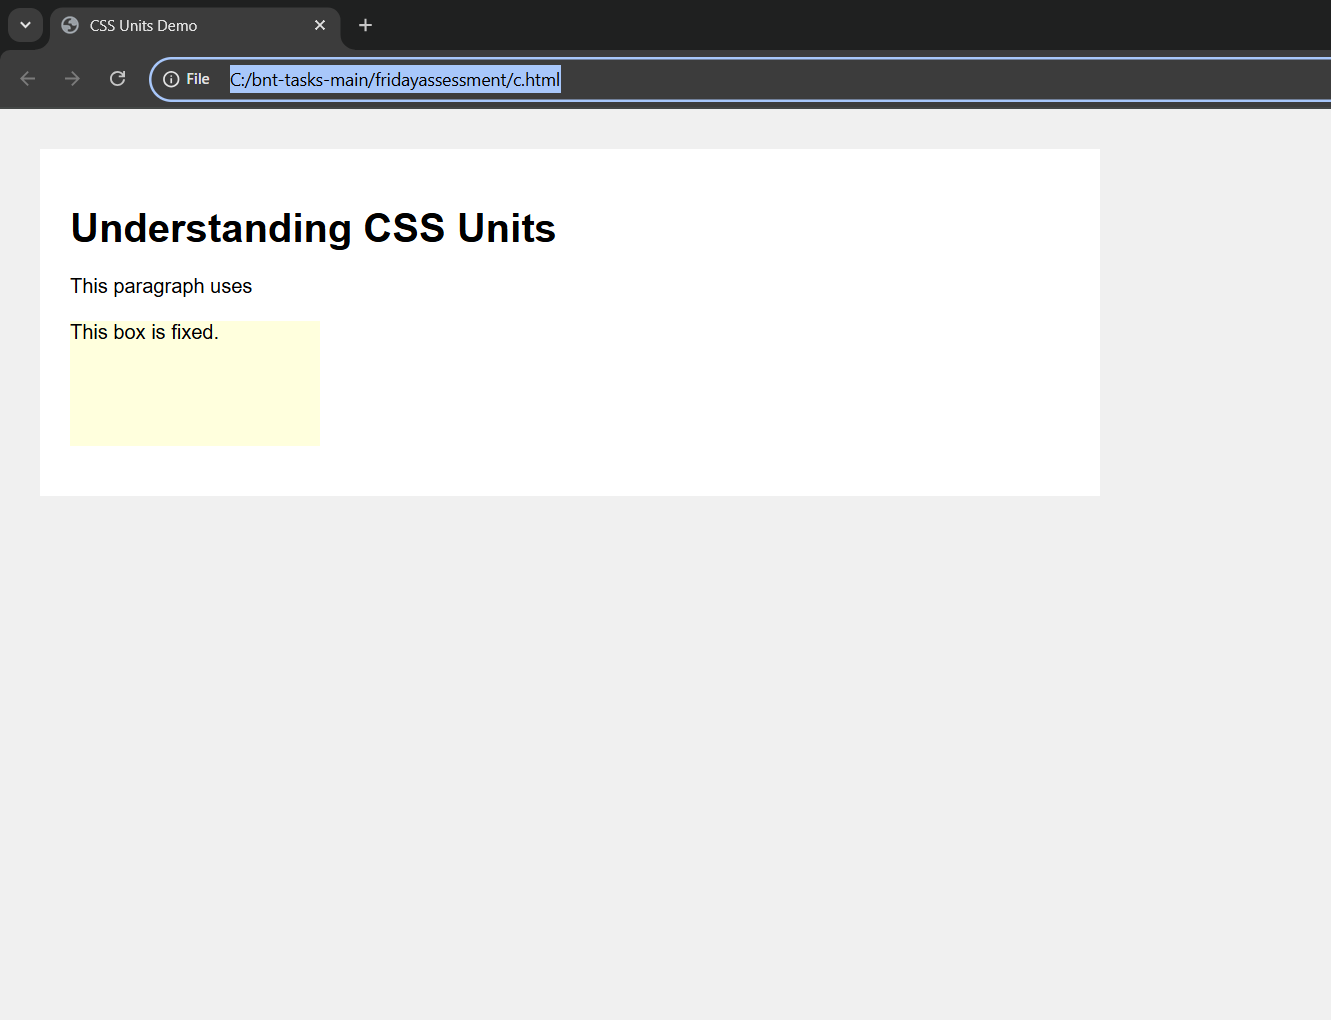 CSS Units Demo
File C:/bnt-tasks-main/fridayassessment/c.html
Understanding CSS Units
This paragraph uses
This box is fixed.